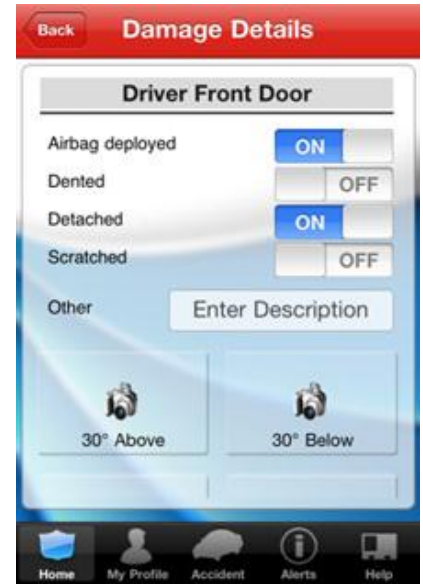 Back Damage Details
Driver Front Door
Airbag deployed ON
Dented OFF
Detached ON
Scratched OFF
Other Enter Description
30° Above 30° Below
Home My Profile Accident Alerts Help